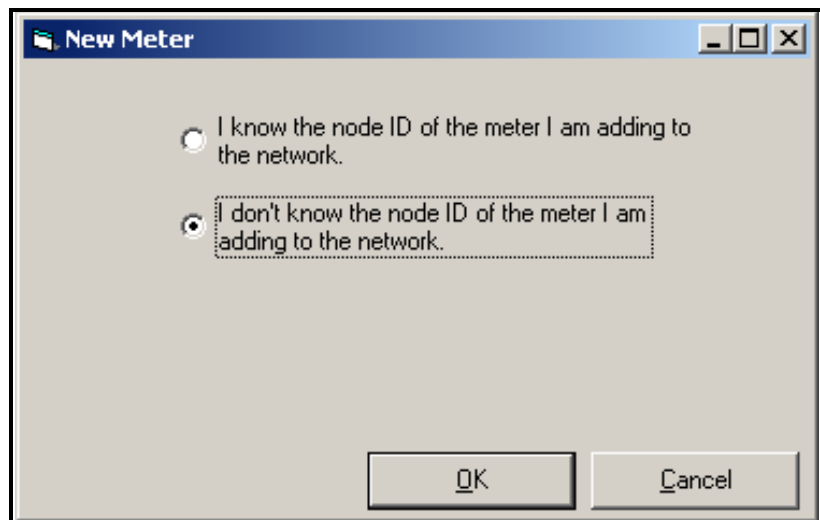 New Meter
I know the node ID of the meter I am adding to
the network.
I don't know the node ID of the meter I am
adding to the network.
OK
Cancel